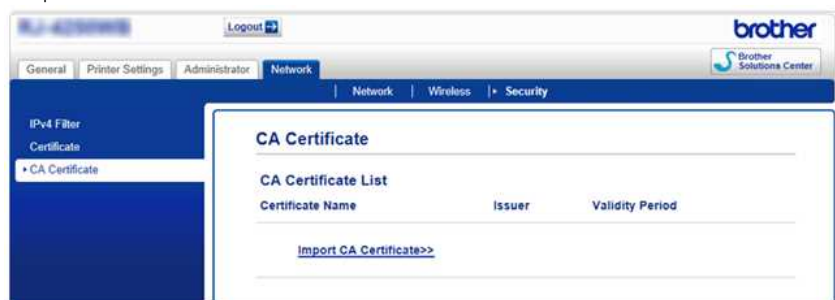 Logout
brother
General Printer Settings Administrator Network
Brother Solutions Center
Network | Wireless | Security
IPv4 Filter
Certificate
CA Certificate
CA Certificate
CA Certificate List
Certificate Name Issuer Validity Period
Import CA Certificate>>